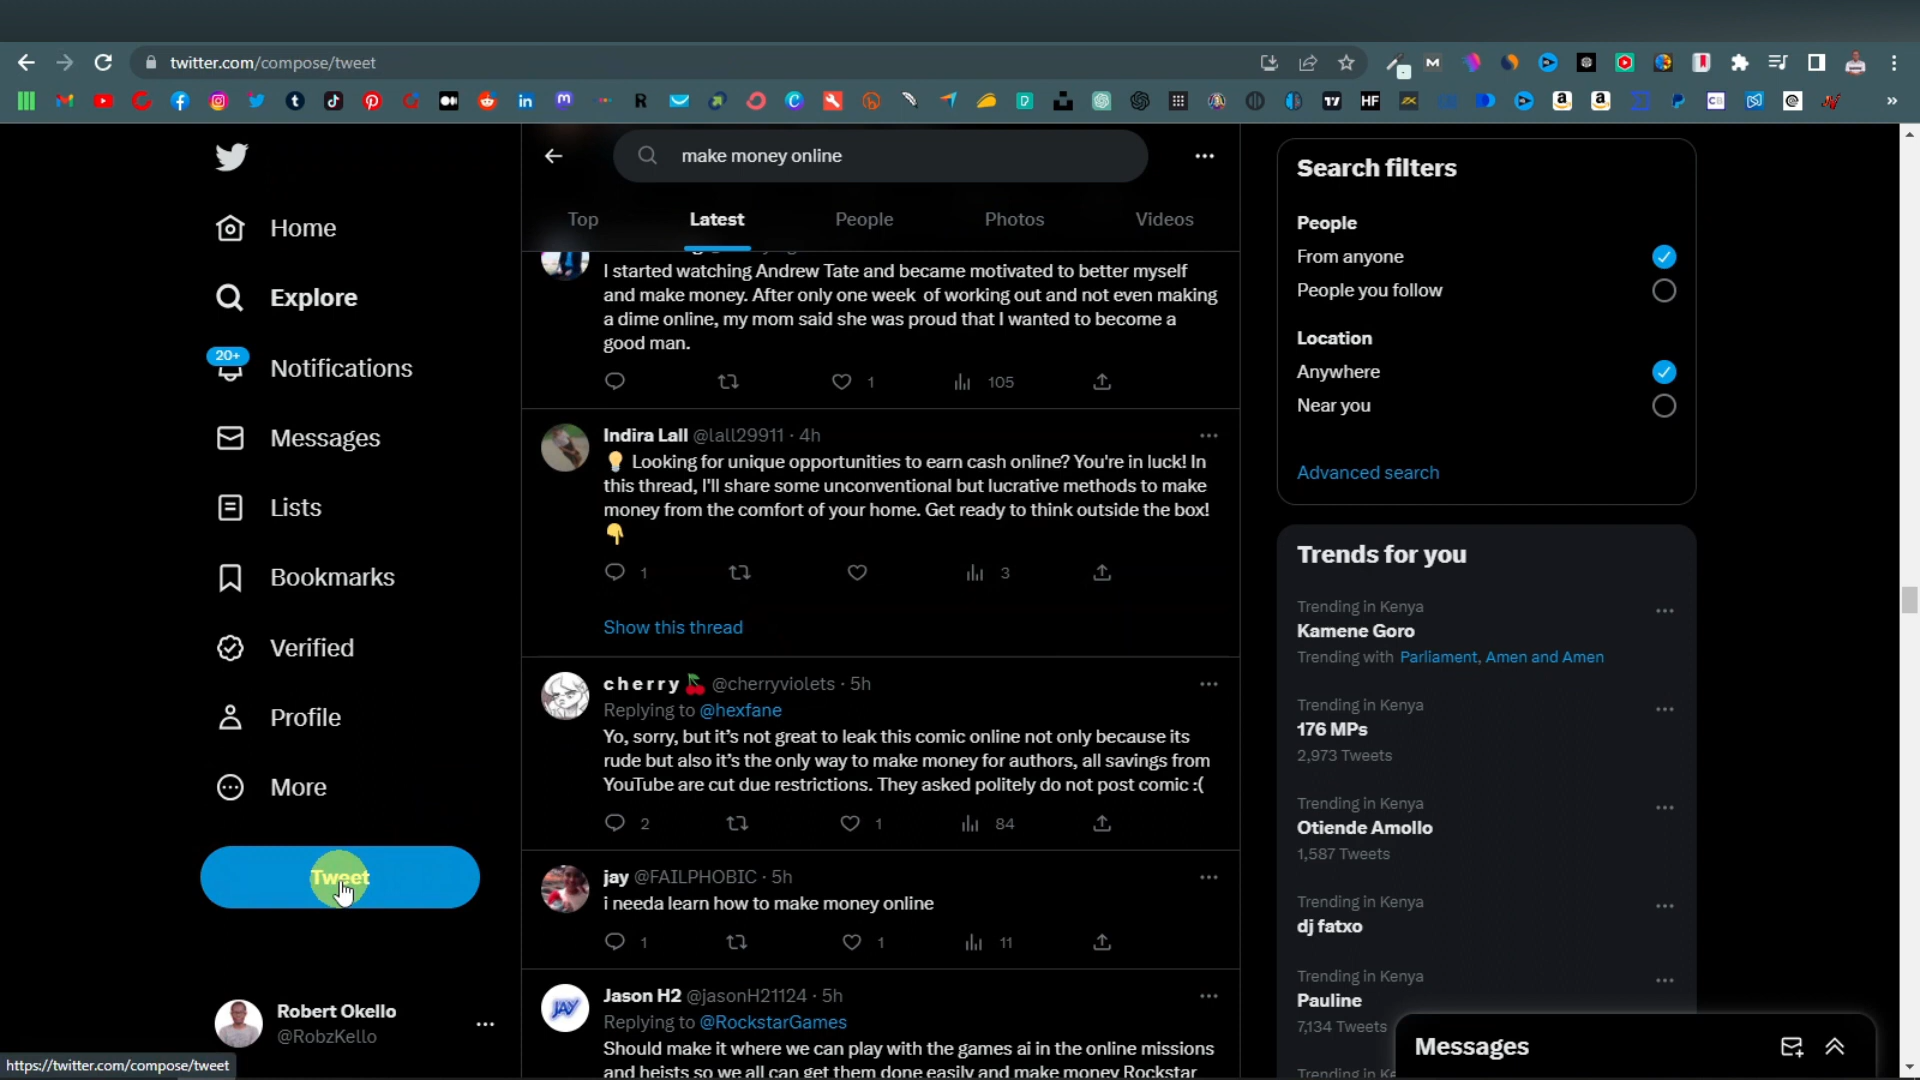 twitter.com/compose/tweet
make money online
Top
Latest
People
Photos
Videos
Home
Explore
20+
Notifications
Messages
Lists
Bookmarks
Verified
Profile
More
Tweet
Robert Okello
@RobzKello
https://twitter.com/compose/tweet
I started watching Andrew Tate and became motivated to better myself
and make money. After only one week of working out and not even making
a dime online, my mom said she was proud that I wanted to become a
good man.
1
105
Indira Lall @lall29911 · 4h
💡 Looking for unique opportunities to earn cash online? You're in luck! In
this thread, I'll share some unconventional but lucrative methods to make
money from the comfort of your home. Get ready to think outside the box!
👇
1
3
Show this thread
cherry🍒 @cherryviolets · 5h
Replying to @hexfane
Yo, sorry, but it's not great to leak this comic online not only because its
rude but also it's the only way to make money for authors, all savings from
YouTube are cut due restrictions. They asked politely do not post comic :(
2
1
84
jay @FAILPHOBIC · 5h
i needa learn how to make money online
1
1
11
JAY
Jason H2 @jasonH21124 · 5h
Replying to @RockstarGames
Should make it where we can play with the games ai in the online missions
and heists so we all can get them done easily and make money Rockstar
Search filters
People
From anyone
People you follow
Location
Anywhere
Near you
Advanced search
Trends for you
Trending in Kenya
Kamene Goro
Trending with Parliament, Amen and Amen
Trending in Kenya
176 MPs
2,973 Tweets
Trending in Kenya
Otiende Amollo
1,587 Tweets
Trending in Kenya
dj fatxo
Trending in Kenya
Pauline
7,134 Tweets
Trending in
Messages